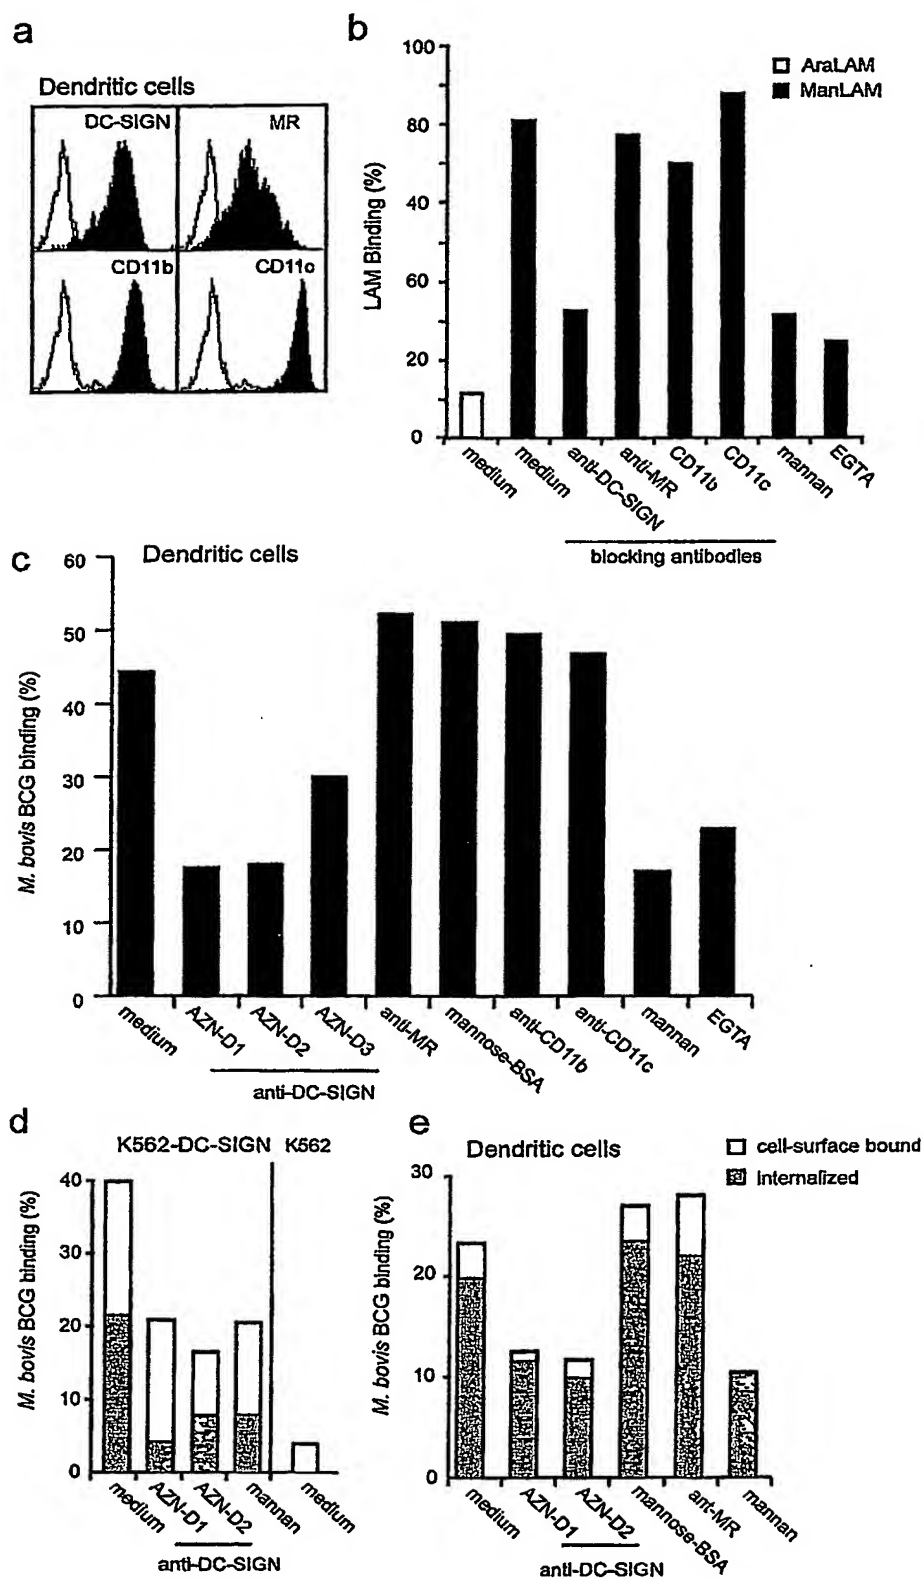 a
Dendritic cells
DC-SIGN
MR
CD11b
CD11c
b
100
80
40
60
20
0
LAM Binding (%)
AraLAM
ManLAM
medium
medium
anti-DC-SIGN
anti-MR
CD11b
CD11c
mannan
EGTA
blocking antibodies
c
Dendritic cells
60
50
40
30
20
10
0
M. bovis BCG binding (%)
medium
AZN-D1
AZN-D2
AZN-D3
anti-MR
mannose-BSA
anti-CD11b
anti-CD11c
mannan
EGTA
anti-DC-SIGN
d
K562-DC-SIGN
K562
40
30
20
10
0
M. bovis BCG binding (%)
medium
AZN-D1
AZN-D2
mannan
medium
anti-DC-SIGN
e
Dendritic cells
cell-surface bound
Internalized
30
20
10
0
M. bovis BCG binding (%)
medium
AZN-D1
AZN-D2
mannose-BSA
ant-MR
mannan
anti-DC-SIGN